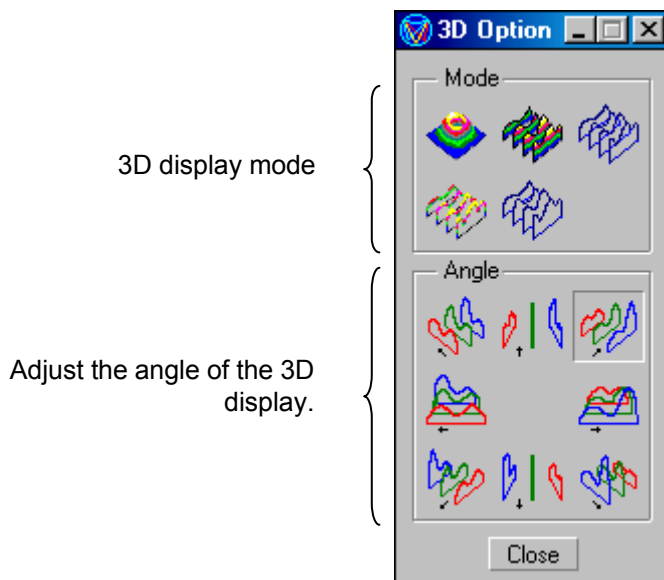 3D Option
Mode
3D display mode
Angle
Adjust the angle of the 3D
display.
Close